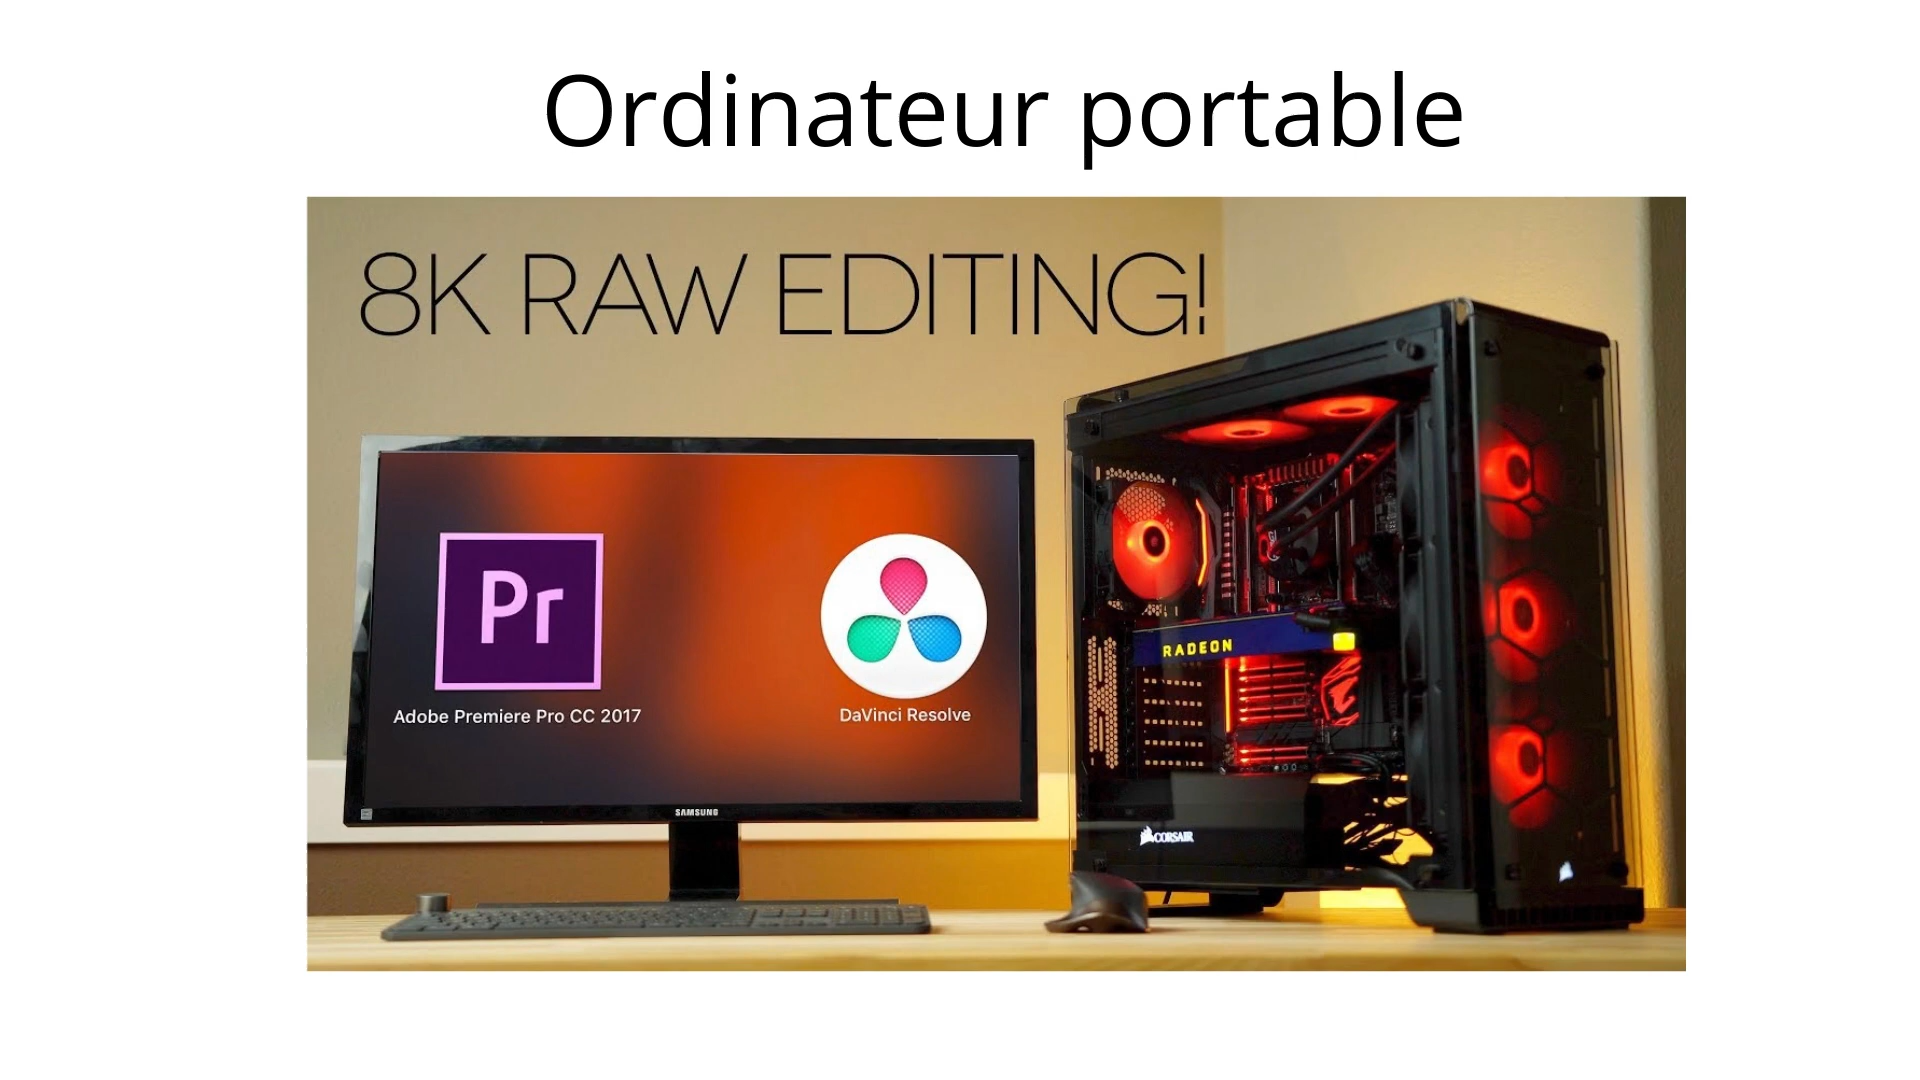 Ordinateur portable
8K RAW EDITING!
Pr
Adobe Premiere Pro CC 2017
DaVinci Resolve
RADEON
SAMSUNG
CORSAIR